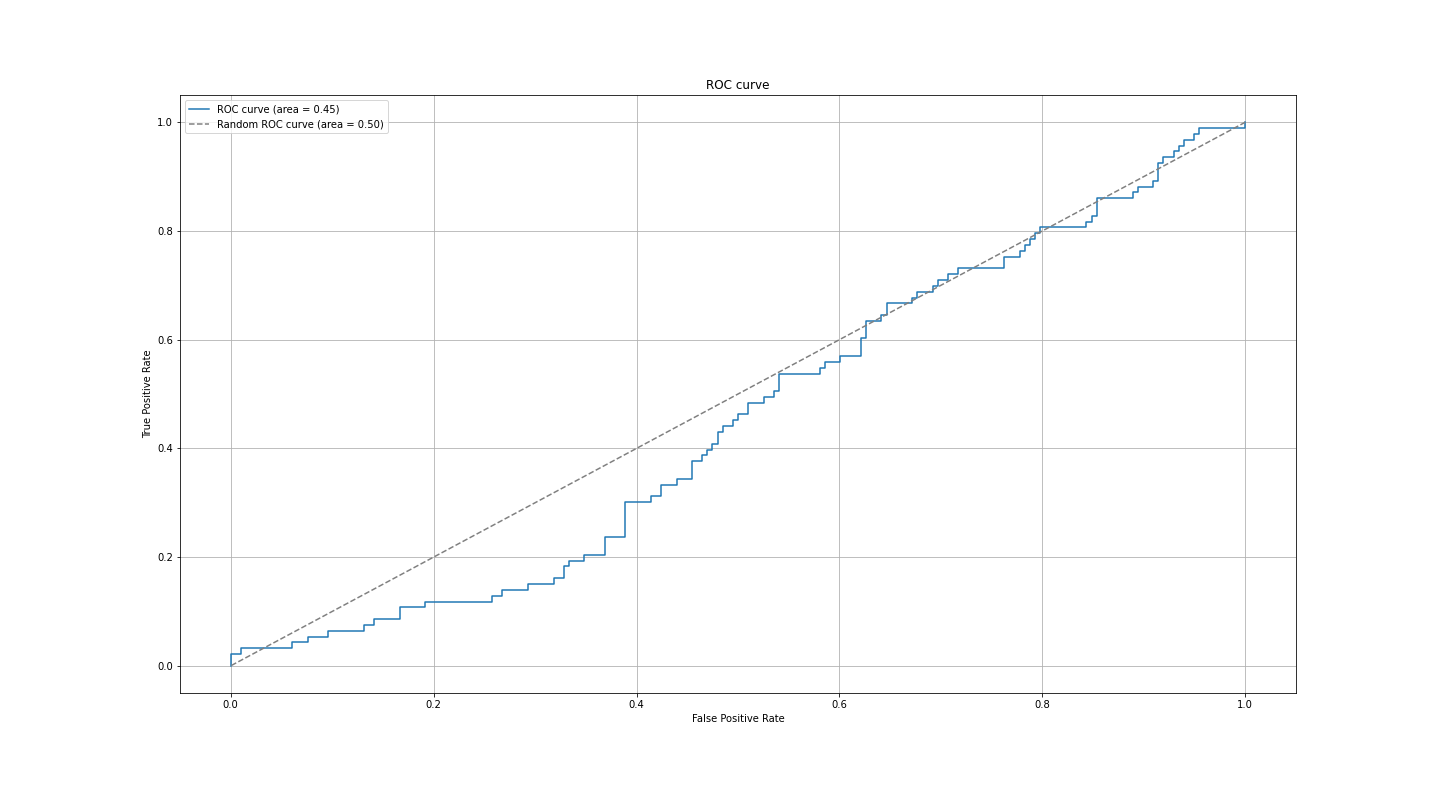 ROC curve
ROC curve (area = 0.45)
Random ROC curve (area = 0.50)
1.0
0.8
0.6
0.4
0.2
0.0
True Positive Rate
0.0 0.2 0.4 0.6 0.8 1.0
False Positive Rate